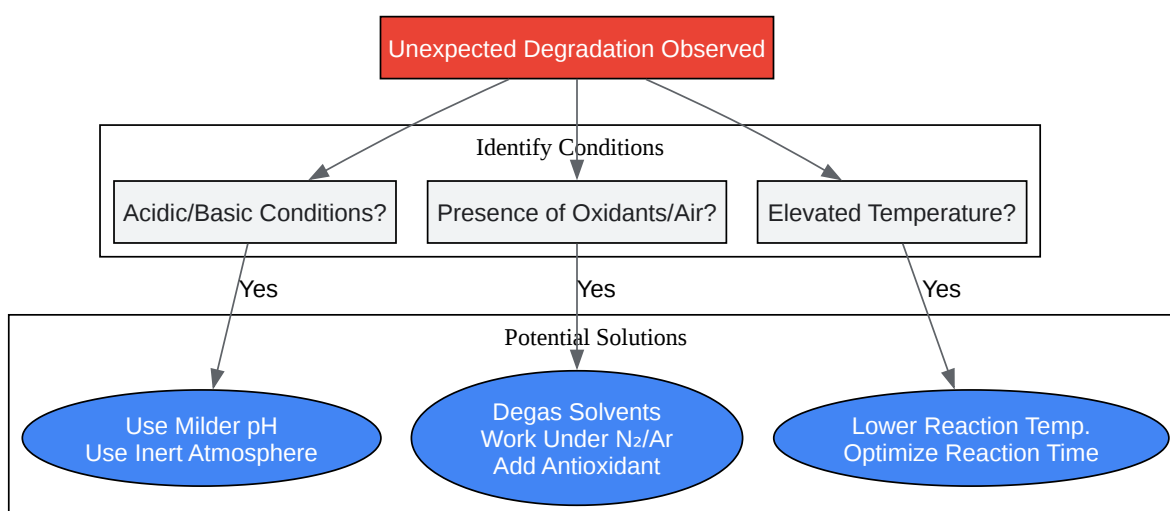 Unexpected Degradation Observed
Identify Conditions
Acidic/Basic Conditions?
Presence of Oxidants/Air?
Elevated Temperature?
Yes
Yes
Yes
Potential Solutions
Use Milder pH
Use Inert Atmosphere
Degas Solvents
Work Under N₂/Ar
Add Antioxidant
Lower Reaction Temp.
Optimize Reaction Time